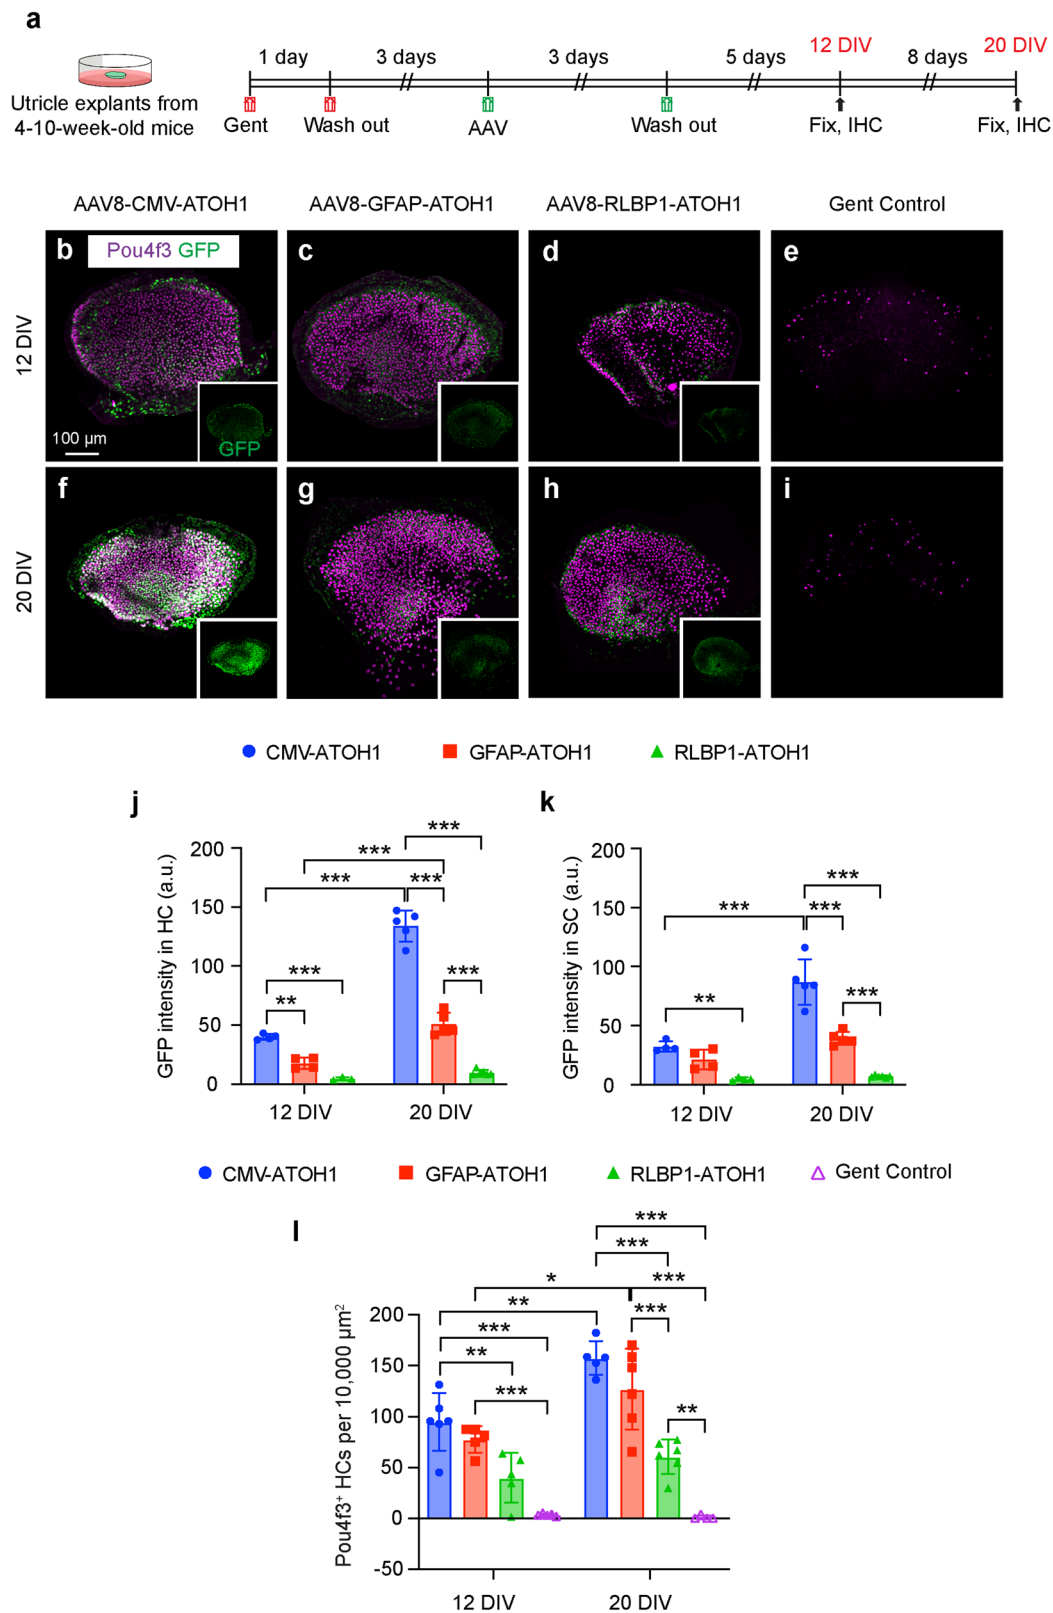 a
1 day 3 days 3 days 5 days 12 DIV 8 days 20 DIV
Utricle explants from
4-10-week-old mice
Gent Wash out AAV Wash out Fix, IHC Fix, IHC
AAV8-CMV-ATOH1 AAV8-GFAP-ATOH1 AAV8-RLBP1-ATOH1 Gent Control
12 DIV
b Pou4f3 GFP c d e
100 µm GFP
20 DIV
f g h i
CMV-ATOH1 GFAP-ATOH1 RLBP1-ATOH1
j
GFP intensity in HC (a.u.)
200
150
100
50
0
*** *** *** *** *** ** ***
12 DIV 20 DIV
k
GFP intensity in SC (a.u.)
200
150
100
50
0
*** *** *** ** ***
12 DIV 20 DIV
CMV-ATOH1 GFAP-ATOH1 RLBP1-ATOH1 Gent Control
l
Pou4f3+ HCs per 10,000 µm²
200
150
100
50
0
-50
***
***
* ***
** ***
***
**
***
**
12 DIV 20 DIV